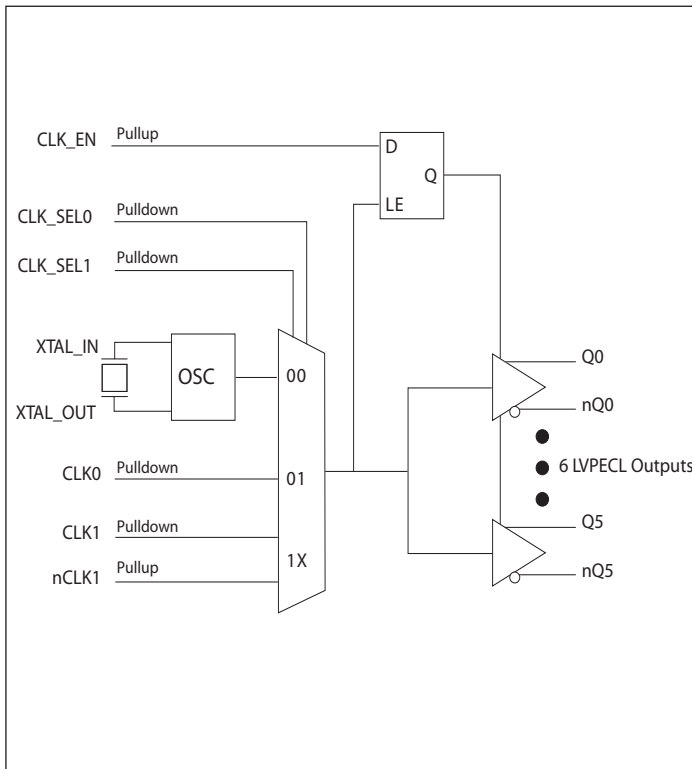 CLK_EN Pullup
D
Q
LE
CLK_SEL0 Pulldown
CLK_SEL1 Pulldown
XTAL_IN
OSC
XTAL_OUT
00
CLK0 Pulldown
01
CLK1 Pulldown
1X
nCLK1 Pullup
Q0
nQ0
6 LVPECL Outputs
Q5
nQ5